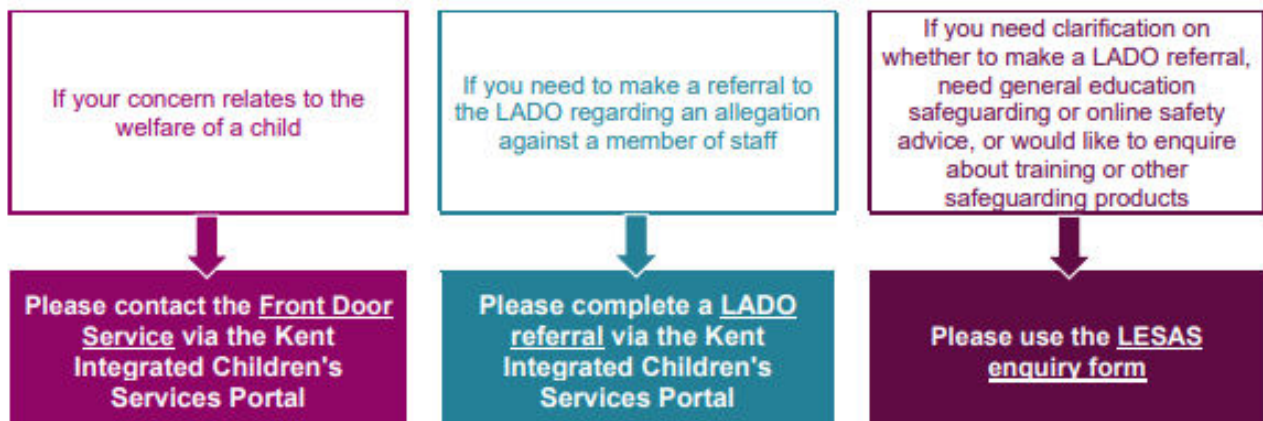 If your concern relates to the
welfare of a child
Please contact the Front Door
Service via the Kent
Integrated Children's
Services Portal
If you need to make a referral to
the LADO regarding an allegation
against a member of staff
Please complete a LADO
referral via the Kent
Integrated Children's
Services Portal
If you need clarification on
whether to make a LADO referral,
need general education
safeguarding or online safety
advice, or would like to enquire
about training or other
safeguarding products
Please use the LESAS
enquiry form